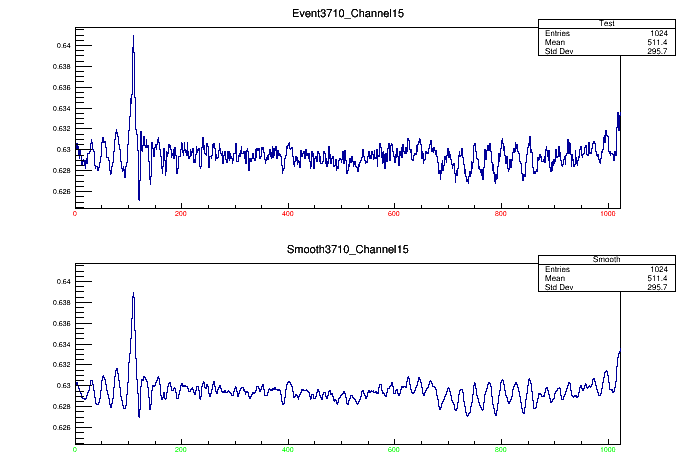 Event3710_Channel15
Test
Entries 1024
Mean 511.4
Std Dev 295.7
0.64
0.638
0.636
0.634
0.632
0.63
0.628
0.626
0 200 400 600 800 1000
Smooth3710_Channel15
Smooth
Entries 1024
Mean 511.4
Std Dev 295.7
0.64
0.638
0.636
0.634
0.632
0.63
0.628
0.626
0 200 400 600 800 1000